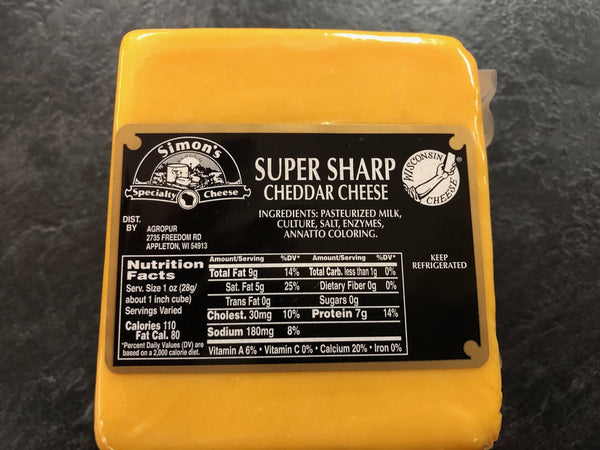 Simon's
Specialty Cheese
SUPER SHARP
CHEDDAR CHEESE
WISCONSIN
CHEESE
®
INGREDIENTS: PASTEURIZED MILK,
CULTURE, SALT, ENZYMES,
ANNATTO COLORING.
DIST.
BY
AGROPUR
2735 FREEDOM RD
APPLETON, WI 54913
KEEP
REFRIGERATED
Nutrition
Facts
Serv. Size 1 oz (28g/
about 1 inch cube)
Servings Varied
Calories 110
Fat Cal. 80
*Percent Daily Values (DV) are
based on a 2,000 calorie diet.
Amount/Serving %DV* Amount/Serving %DV*
Total Fat 9g 14% Total Carb. less than 1g 0%
Sat. Fat 5g 25% Dietary Fiber 0g 0%
Trans Fat 0g Sugars 0g
Cholest. 30mg 10% Protein 7g 14%
Sodium 180mg 8%
Vitamin A 6% • Vitamin C 0% • Calcium 20% • Iron 0%